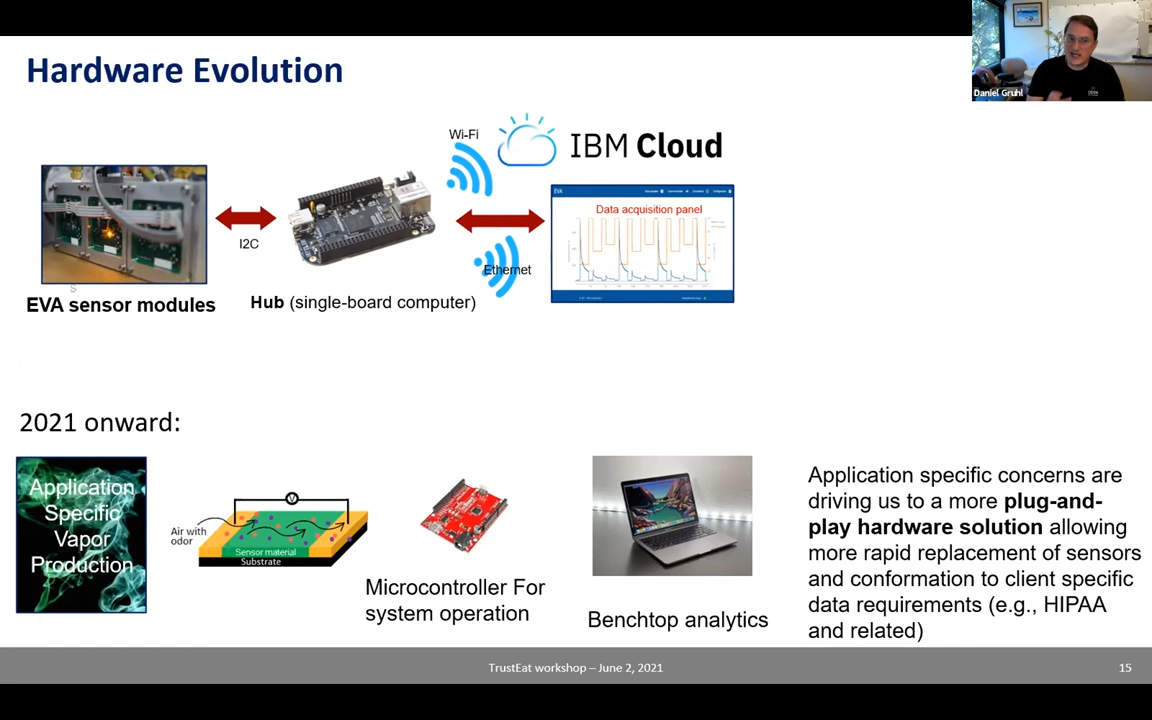 Hardware Evolution
Daniel Gruhl
Wi-Fi
IBM Cloud
EVA
Data acquisition panel
I2C
Ethernet
S
EVA sensor modules
Hub (single-board computer)
2021 onward:
Application
Specific
Vapor
Production
Air with
odor
V
Sensor material
Substrate
Microcontroller For
system operation
Benchtop analytics
Application specific concerns are
driving us to a more plug-and-
play hardware solution allowing
more rapid replacement of sensors
and conformation to client specific
data requirements (e.g., HIPAA
and related)
TrustEat workshop – June 2, 2021
15